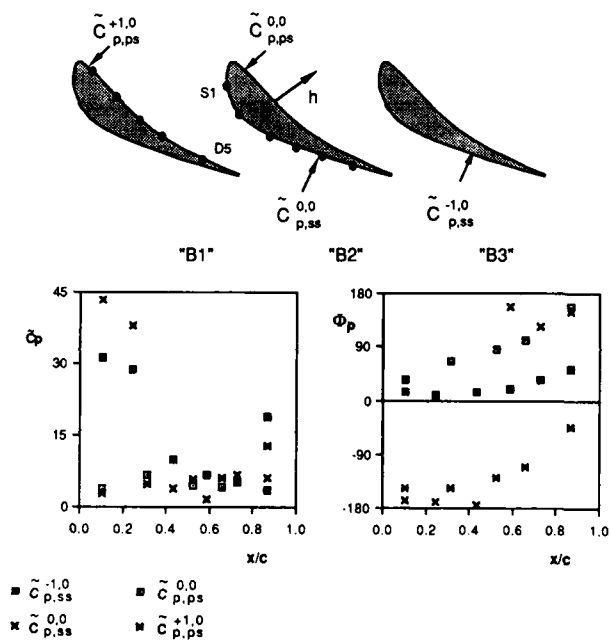 C̃ p,ps +1,0
C̃ p,ps 0,0
S1
h
D5
C̃ p,ss 0,0
C̃ p,ss -1,0
"B1" "B2" "B3"
45
30
15
0
C̃p
0.0 0.2 0.4 0.6 0.8 1.0
x/c
180
90
0
-90
-180
Φp
0.0 0.2 0.4 0.6 0.8 1.0
x/c
C̃ p,ss -1,0 C̃ p,ps 0,0
C̃ p,ss 0,0 C̃ p,ps +1,0